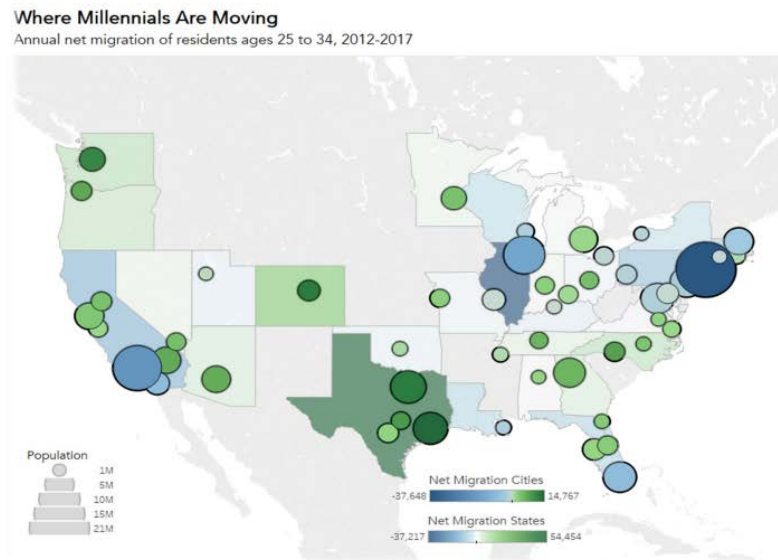 Where Millennials Are Moving
Annual net migration of residents ages 25 to 34, 2012-2017
Population
1M
5M
10M
15M
21M
Net Migration Cities
-37,648 14,767
Net Migration States
-37,217 54,454